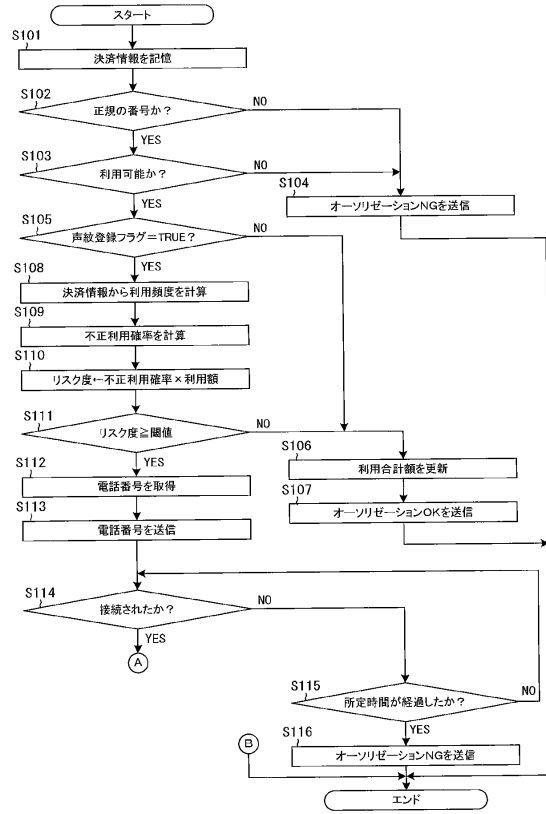 スタート
S101
決済情報を記憶
S102
正規の番号か?
NO
YES
S103
利用可能か?
NO
YES
S104
オーソリゼーションNGを送信
S105
声紋登録フラグ=TRUE?
NO
YES
S108
決済情報から利用頻度を計算
S109
不正利用確率を計算
S110
リスク度←不正利用確率×利用額
S111
リスク度≧閾値
NO
YES
S106
利用合計額を更新
S107
オーソリゼーションOKを送信
S112
電話番号を取得
S113
電話番号を送信
S114
接続されたか?
NO
YES
A
S115
所定時間が経過したか?
NO
YES
S116
オーソリゼーションNGを送信
B
エンド